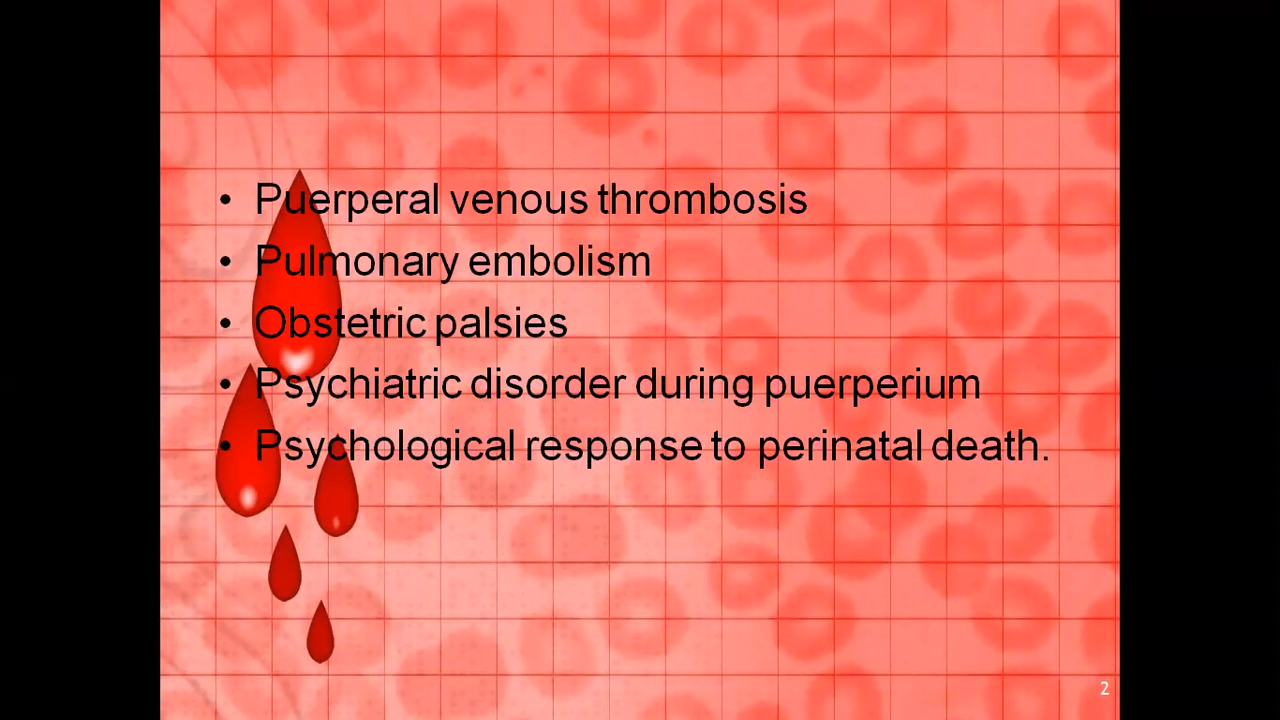 • Puerperal venous thrombosis
• Pulmonary embolism
• Obstetric palsies
• Psychiatric disorder during puerperium
• Psychological response to perinatal death.
2